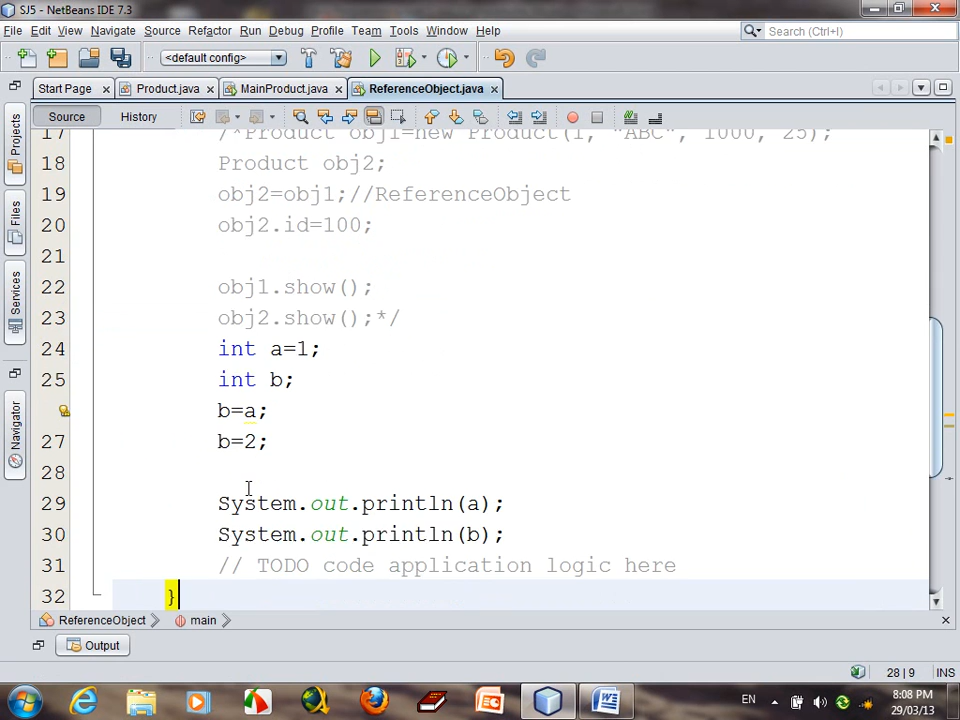 SJ5 - NetBeans IDE 7.3
File Edit View Navigate Source Refactor Run Debug Profile Team Tools Window Help
Search (Ctrl+I)
<default config>
Start Page Product.java MainProduct.java ReferenceObject.java
Source History
Projects
Files
Services
Navigator
17 /*Product obj1=new Product(1, "ABC", 1000, 25);
18 Product obj2;
19 obj2=obj1;//ReferenceObject
20 obj2.id=100;
21
22 obj1.show();
23 obj2.show();*/
24 int a=1;
25 int b;
b=a;
27 b=2;
28
29 System.out.println(a);
30 System.out.println(b);
31 // TODO code application logic here
32 }
ReferenceObject main
Output
28 | 9 INS
EN
8:08 PM
29/03/13